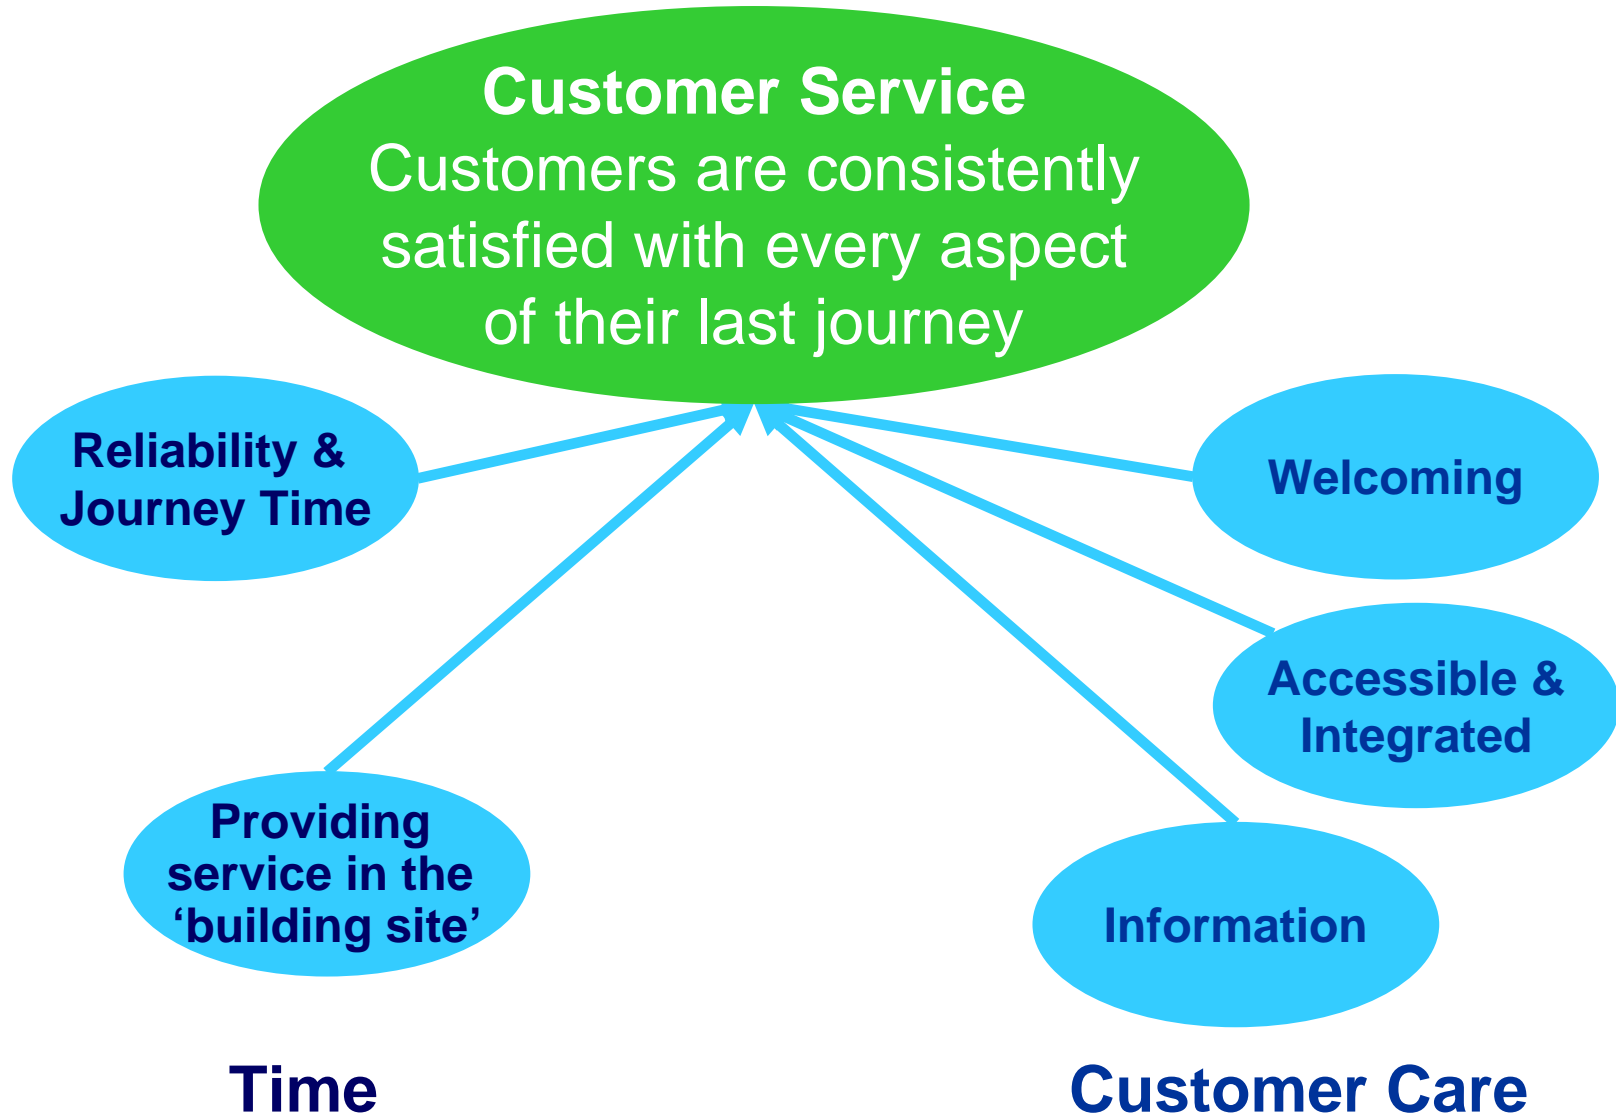 Customer Service
Customers are consistently
satisfied with every aspect
of their last journey
Reliability &
Journey Time
Welcoming
Accessible &
Integrated
Providing
service in the
‘building site’
Information
Time
Customer Care